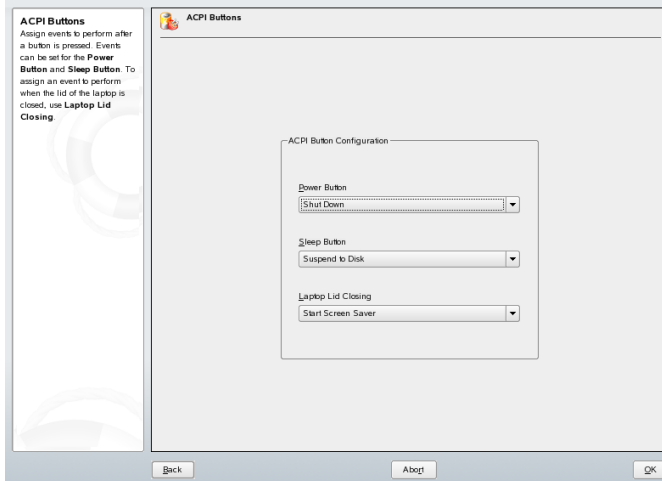 ACPI Buttons
Assign events to perform after
a button is pressed. Events
can be set for the Power
Button and Sleep Button. To
assign an event to perform
when the lid of the laptop is
closed, use Laptop Lid
Closing.
ACPI Buttons
ACPI Button Configuration
Power Button
Shut Down
Sleep Button
Suspend to Disk
Laptop Lid Closing
Start Screen Saver
Back
Abort
OK